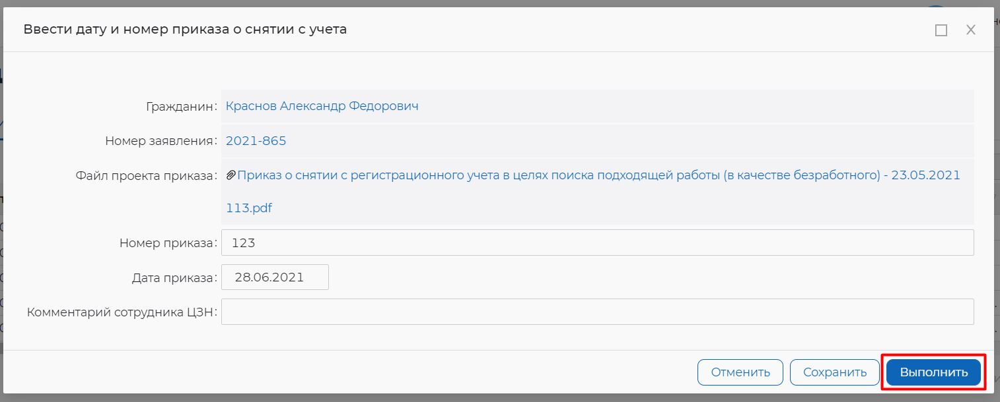 Ввести дату и номер приказа о снятии с учета
Гражданин: Краснов Александр Федорович
Номер заявления: 2021-865
Файл проекта приказа: Приказ о снятии с регистрационного учета в целях поиска подходящей работы (в качестве безработного) - 23.05.2021
113.pdf
Номер приказа: 123
Дата приказа: 28.06.2021
Комментарий сотрудника ЦЗН:
Отменить Сохранить Выполнить